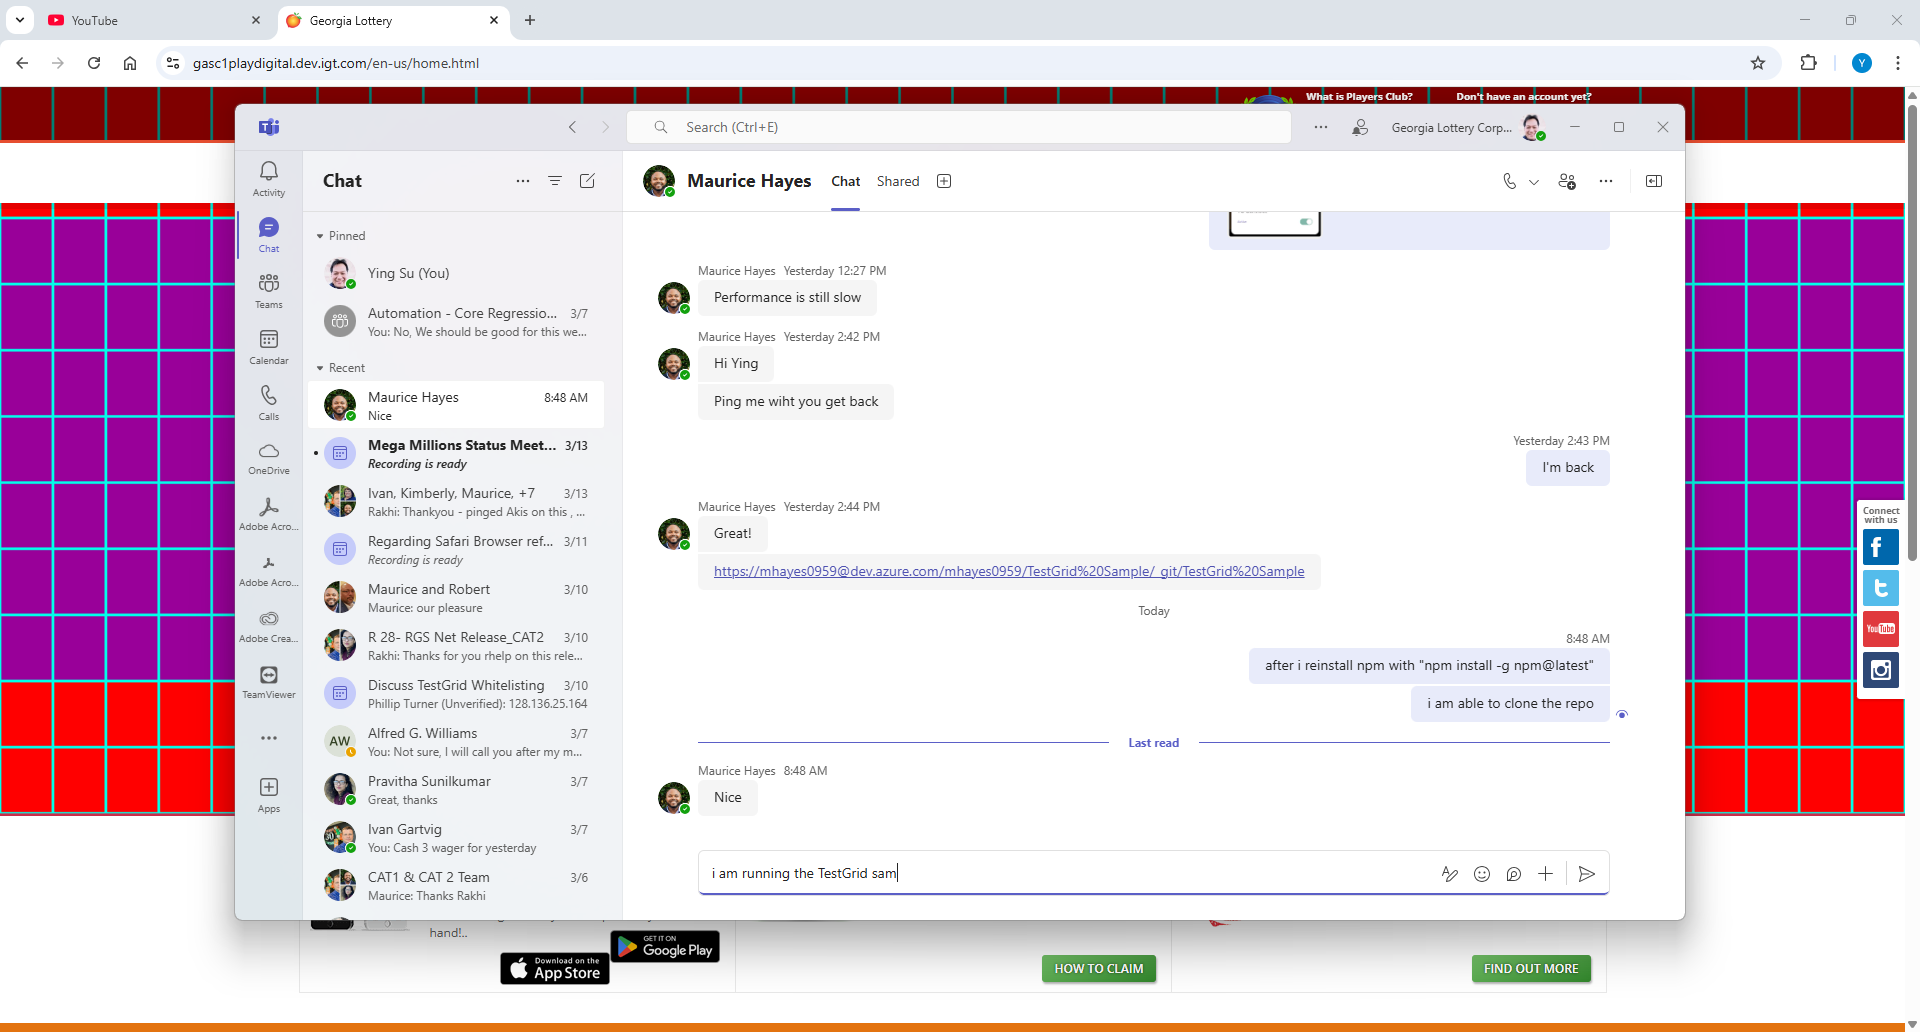 YouTube
Georgia Lottery
gasc1playdigital.dev.igt.com/en-us/home.html
Y
What is Players Club?
Don't have an account yet?
Search (Ctrl+E)
Georgia Lottery Corp...
Activity
Chat
Teams
Calendar
Calls
OneDrive
Adobe Acro...
Adobe Acro...
Adobe Crea...
TeamViewer
Apps
Chat
Pinned
Ying Su (You)
Automation - Core Regressio... 3/7
You: No, We should be good for this we...
Recent
Maurice Hayes 8:48 AM
Nice
Mega Millions Status Meet... 3/13
Recording is ready
Ivan, Kimberly, Maurice, +7 3/13
Rakhi: Thankyou - pinged Akis on this , ...
Regarding Safari Browser ref... 3/11
Recording is ready
Maurice and Robert 3/10
Maurice: our pleasure
R 28- RGS Net Release_CAT2 3/10
Rakhi: Thanks for you rhelp on this rele...
Discuss TestGrid Whitelisting 3/10
Phillip Turner (Unverified): 128.136.25.164
AW
Alfred G. Williams 3/7
You: Not sure, I will call you after my m...
Pravitha Sunilkumar 3/7
Great, thanks
Ivan Gartvig 3/7
You: Cash 3 wager for yesterday
CAT1 & CAT 2 Team 3/6
Maurice: Thanks Rakhi
Maurice Hayes
Chat
Shared
Maurice Hayes Yesterday 12:27 PM
Performance is still slow
Maurice Hayes Yesterday 2:42 PM
Hi Ying
Ping me wiht you get back
Yesterday 2:43 PM
I'm back
Maurice Hayes Yesterday 2:44 PM
Great!
https://mhayes0959@dev.azure.com/mhayes0959/TestGrid%20Sample/_git/TestGrid%20Sample
Today
8:48 AM
after i reinstall npm with "npm install -g npm@latest"
i am able to clone the repo
Last read
Maurice Hayes 8:48 AM
Nice
i am running the TestGrid sam
Connect
with us
f
t
YouTube
hand!..
Download on the
App Store
GET IT ON
Google Play
HOW TO CLAIM
FIND OUT MORE